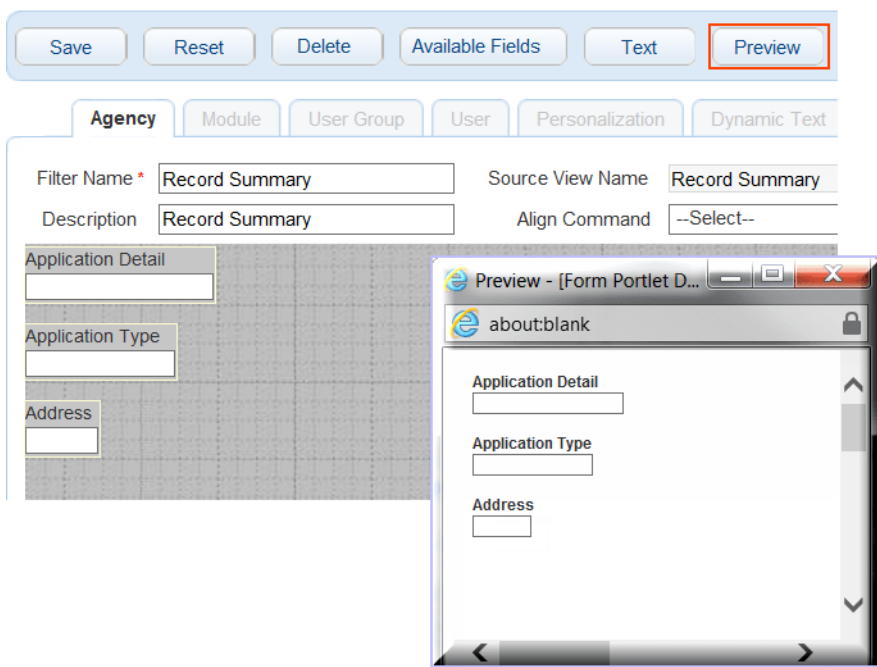 Save Reset Delete Available Fields Text Preview
Agency Module User Group User Personalization Dynamic Text
Filter Name * Record Summary Source View Name Record Summary
Description Record Summary Align Command --Select--
Application Detail
Application Type
Address
Preview - [Form Portlet D...
about:blank
Application Detail
Application Type
Address